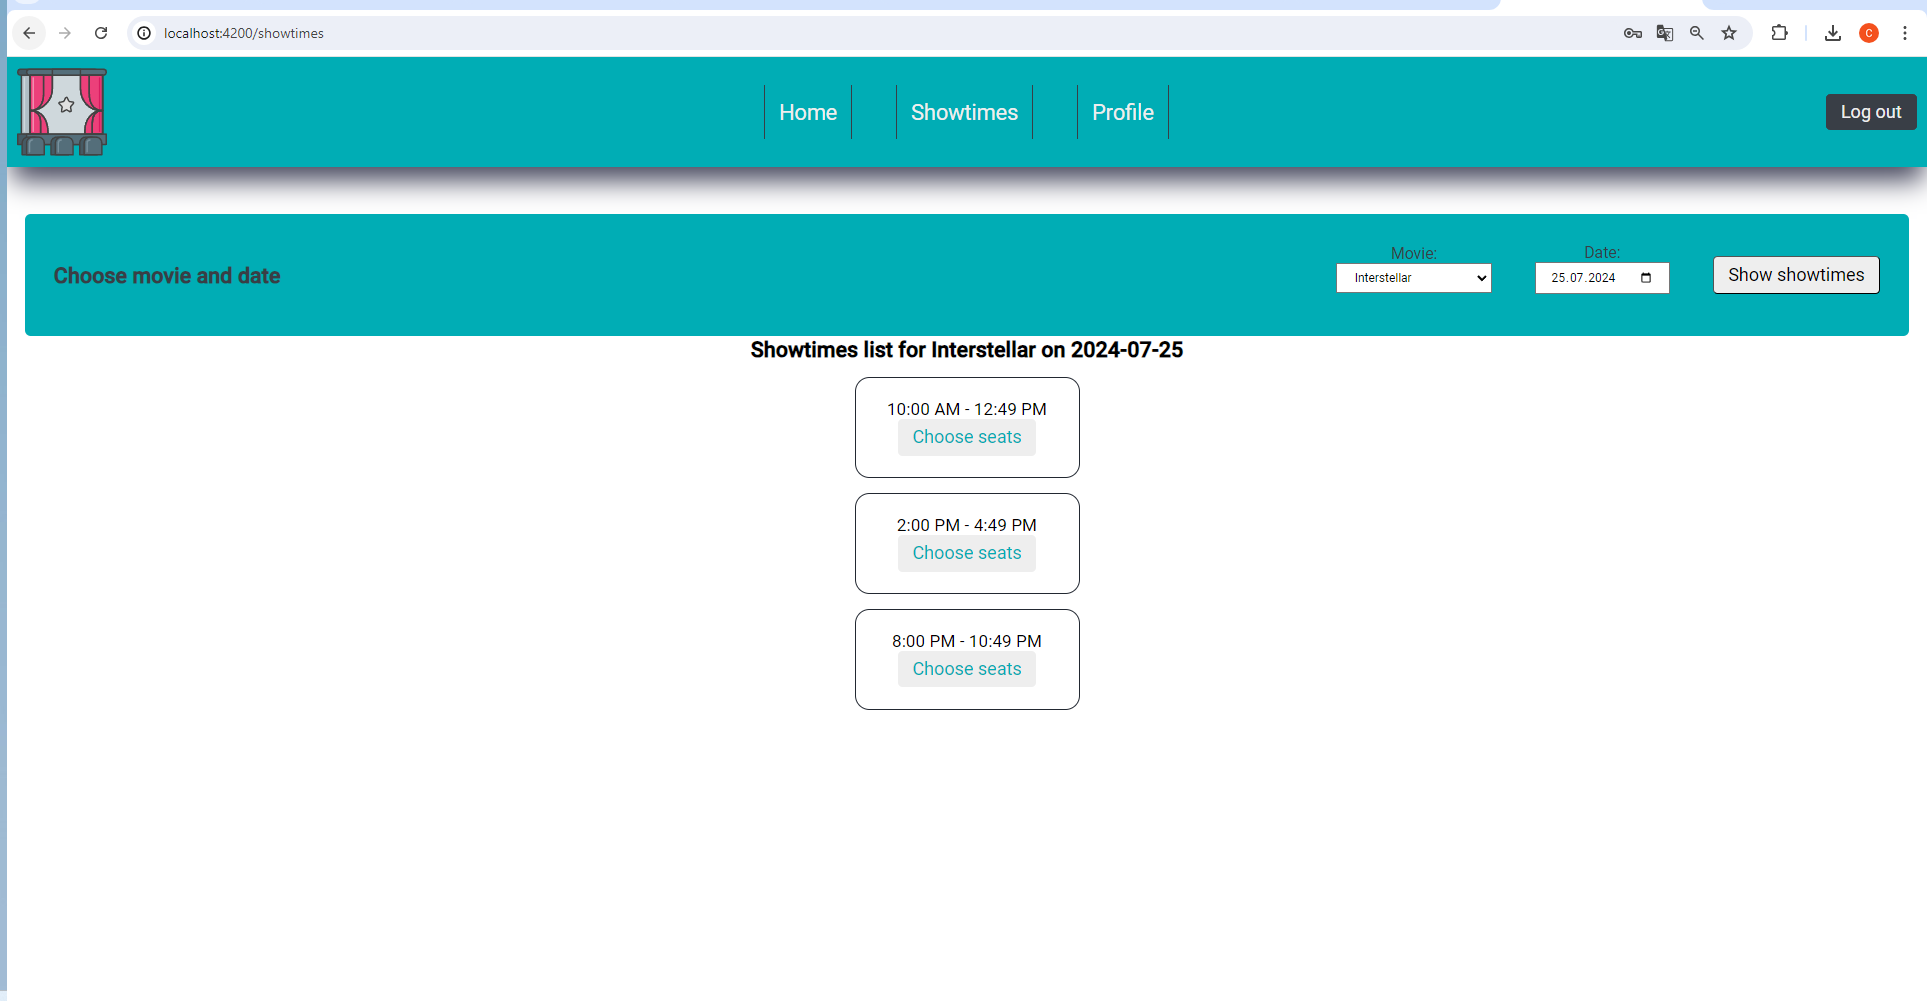 localhost:4200/showtimes
C
Home Showtimes Profile Log out
Movie: Date:
Choose movie and date Interstellar 25.07.2024 Show showtimes
Showtimes list for Interstellar on 2024-07-25
10:00 AM - 12:49 PM
Choose seats
2:00 PM - 4:49 PM
Choose seats
8:00 PM - 10:49 PM
Choose seats